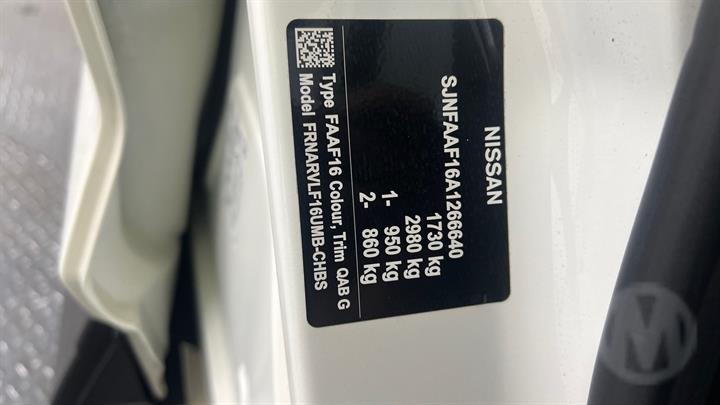 NISSAN
SJNFAAF16A1266640
1730 kg
2980 kg
1- 950 kg
2- 860 kg
Type FAAF16 Colour, Trim QAB G
Model FRNARVLF16UMB-CHBS
M